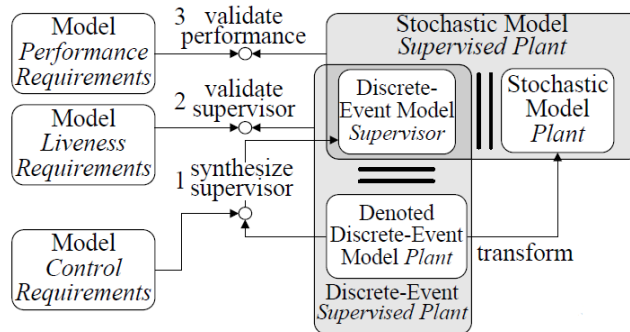 Model
Performance
Requirements
3 validate
performance
Stochastic Model
Supervised Plant
Model
Liveness
Requirements
2 validate
supervisor
Discrete-
Event Model
Supervisor
Stochastic
Model
Plant
1 synthesize
supervisor
Model
Control
Requirements
Denoted
Discrete-Event
Model Plant
transform
Discrete-Event
Supervised Plant